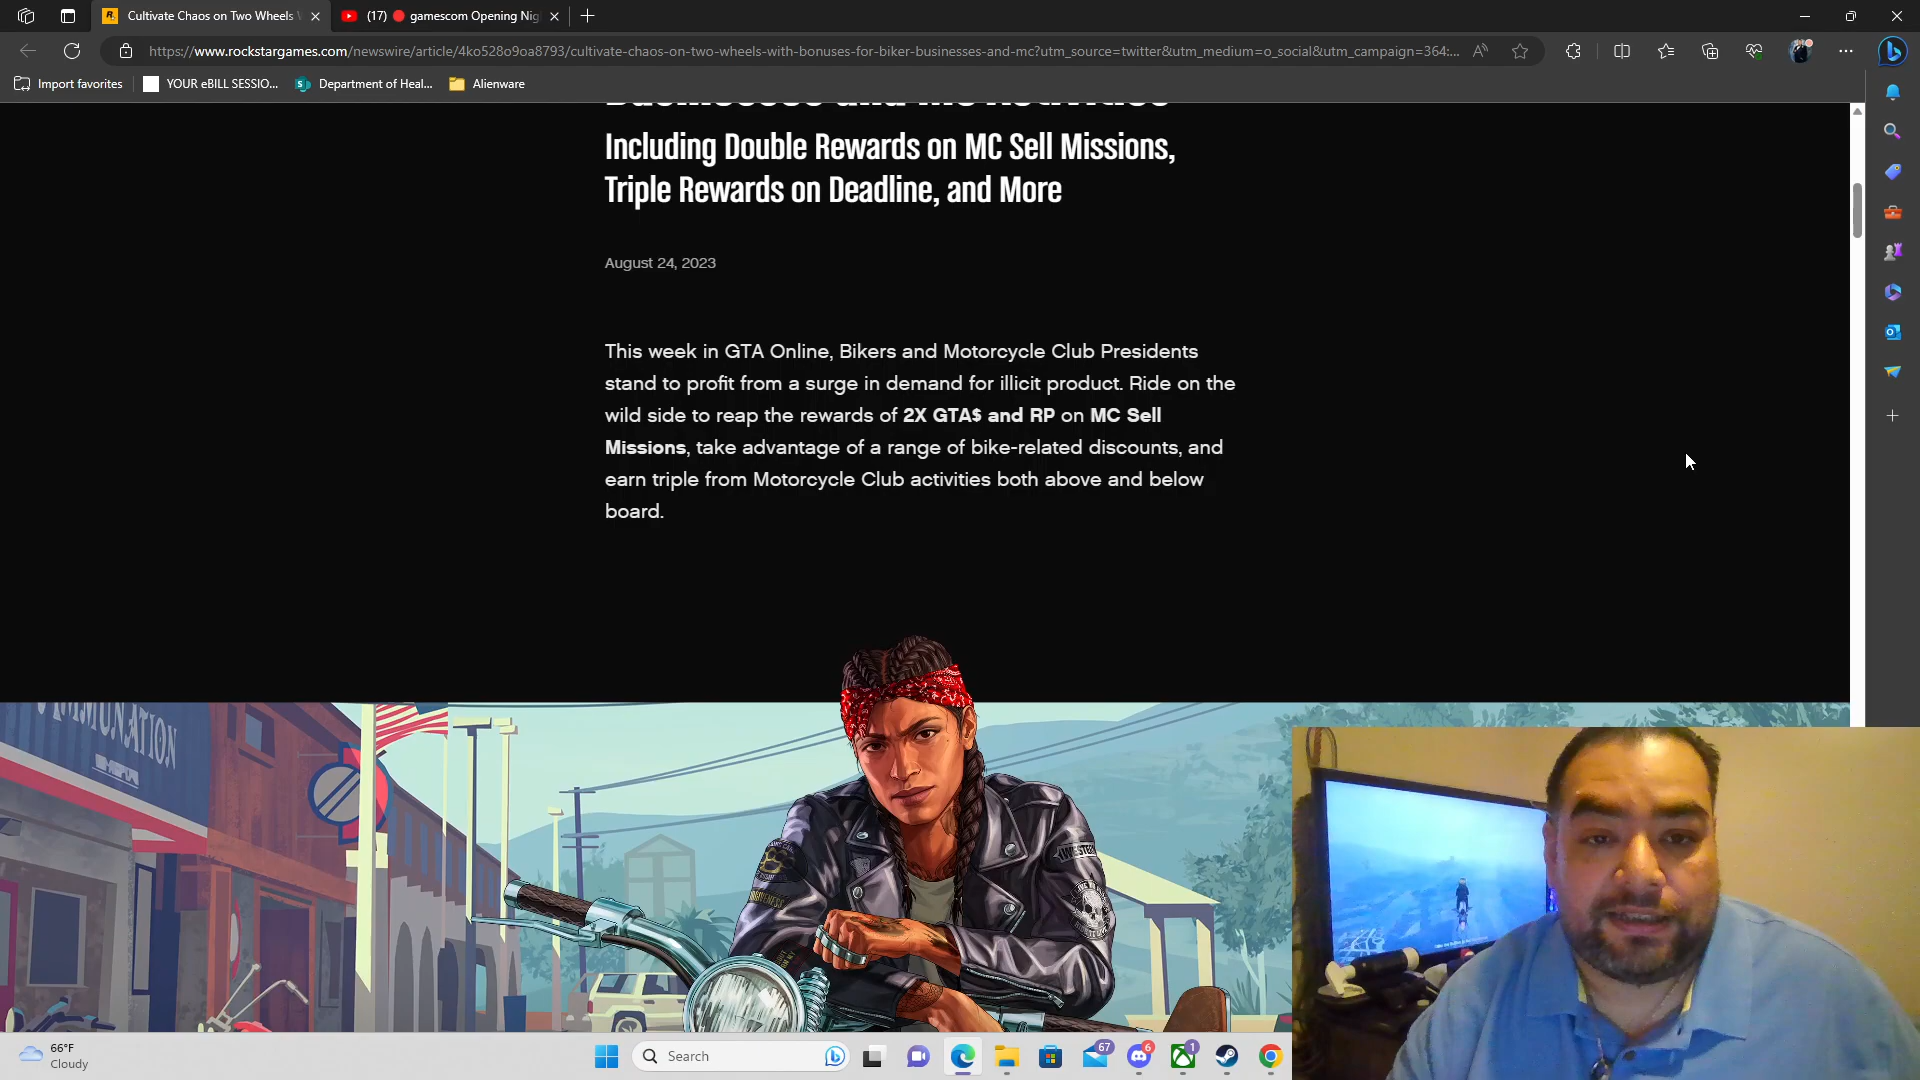 Cultivate Chaos on Two Wheels
(17) gamescom Opening Nig
https://www.rockstargames.com/newswire/article/4ko528o9oa8793/cultivate-chaos-on-two-wheels-with-bonuses-for-biker-businesses-and-mc?utm_source=twitter&utm_medium=o_social&utm_campaign=364:...
Import favorites
YOUR eBILL SESSIO...
Department of Heal...
Alienware
Businesses and MC Activities
Including Double Rewards on MC Sell Missions,
Triple Rewards on Deadline, and More
August 24, 2023
This week in GTA Online, Bikers and Motorcycle Club Presidents
stand to profit from a surge in demand for illicit product. Ride on the
wild side to reap the rewards of 2X GTA$ and RP on MC Sell
Missions, take advantage of a range of bike-related discounts, and
earn triple from Motorcycle Club activities both above and below
board.
MMUNATION
WESTERN
66°F
Cloudy
Search
67
6
1